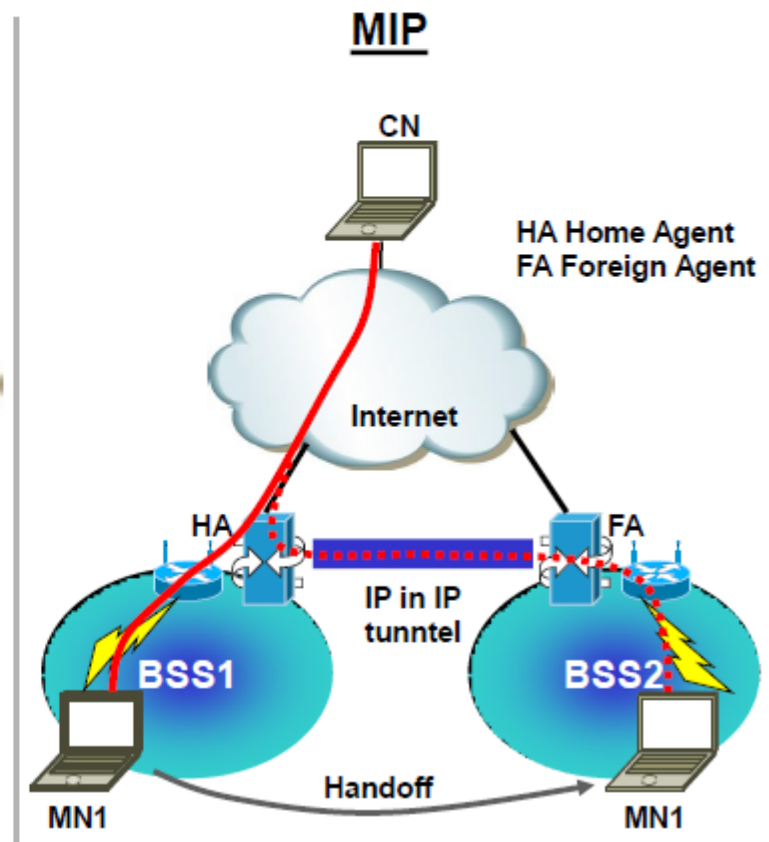 MIP
CN
HA Home Agent
FA Foreign Agent
Internet
HA
FA
IP in IP
tunntel
BSS1
BSS2
Handoff
MN1
MN1